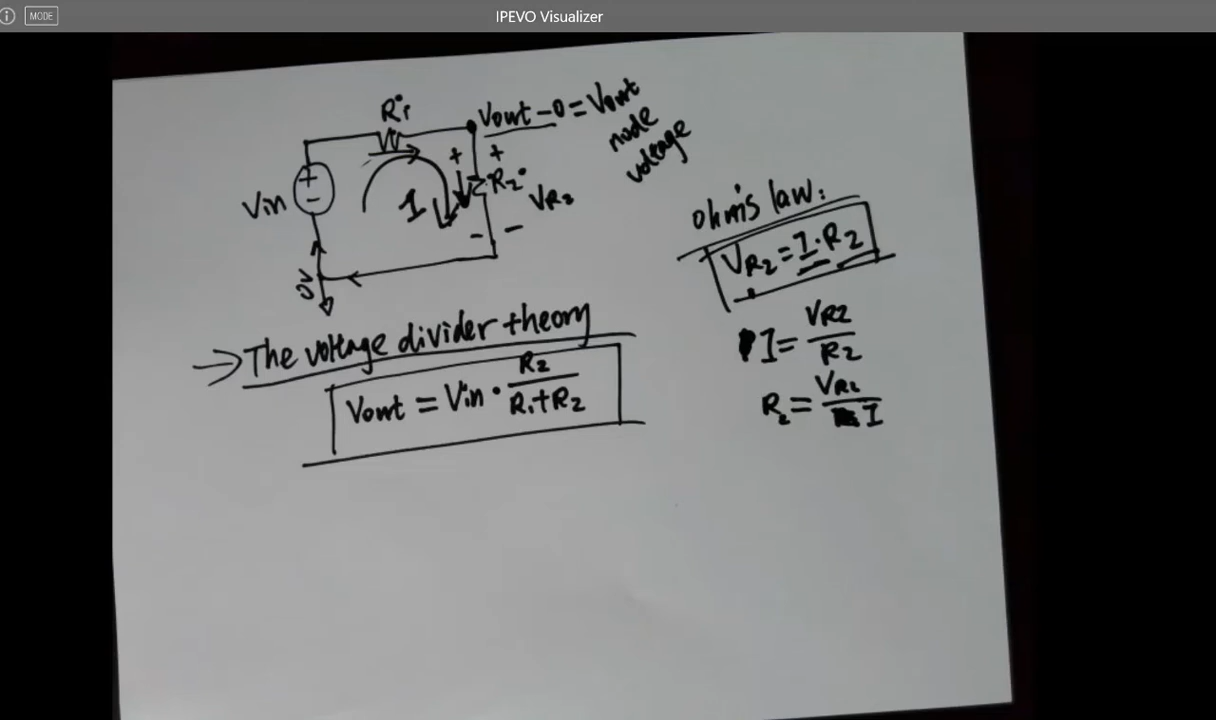 MODE
IPEVO Visualizer
R1
Vout - 0 = Vout
node
voltage
+
+
+
-
Vin
I
R2
VR2
-
-
0V
ohm's law:
VR2 = I · R2
I = VR2 / R2
R2 = VR2 / I
→ The voltage divider theory
Vout = Vin · R2 / R1 + R2